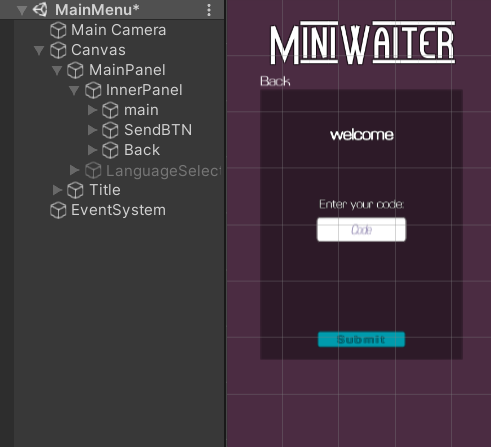 MainMenu*
Main Camera
Canvas
MainPanel
InnerPanel
main
SendBTN
Back
LanguageSelect
Title
EventSystem
MINIWAITER
Back
welcome
Enter your code:
Code
Submit